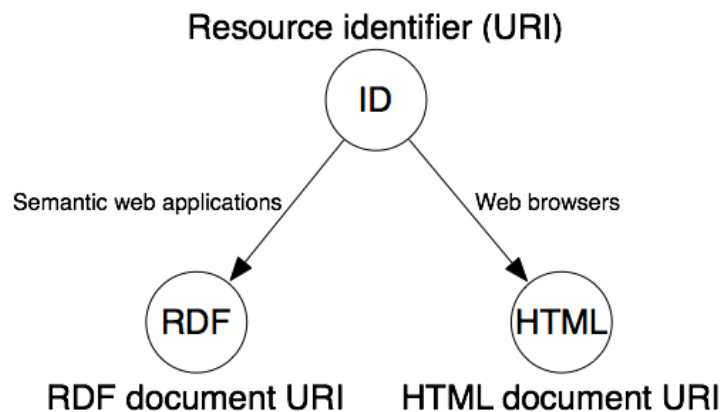 Resource identifier (URI)
ID
Semantic web applications
Web browsers
RDF
HTML
RDF document URI
HTML document URI